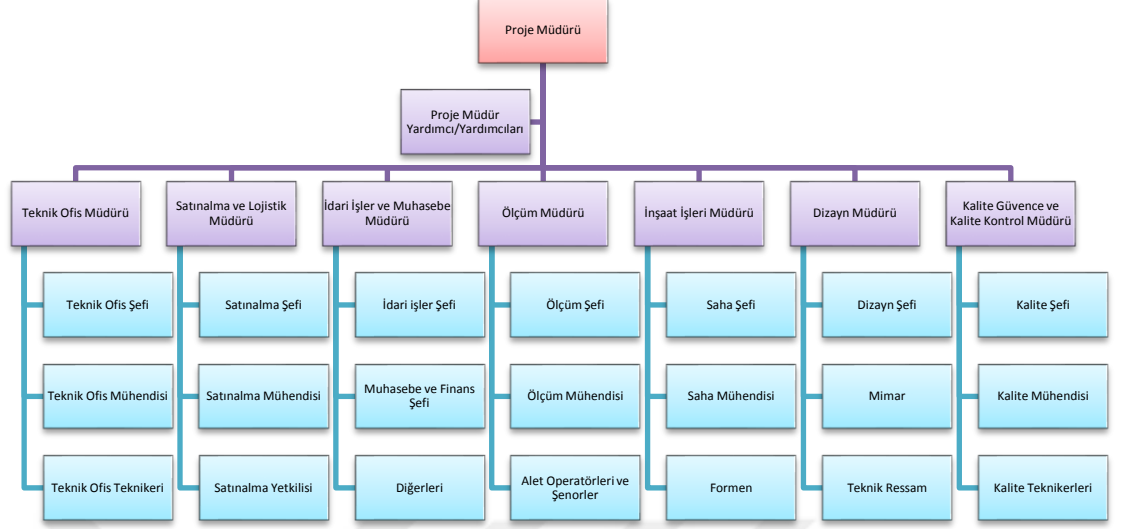 Proje Müdürü
Proje Müdür
Yardımcı/Yardımcıları
Teknik Ofis Müdürü
Satınalma ve Lojistik
Müdürü
İdari İşler ve Muhasebe
Müdürü
Ölçüm Müdürü
İnşaat İşleri Müdürü
Dizayn Müdürü
Kalite Güvence ve
Kalite Kontrol Müdürü
Teknik Ofis Şefi
Satınalma Şefi
İdari işler Şefi
Ölçüm Şefi
Saha Şefi
Dizayn Şefi
Kalite Şefi
Teknik Ofis Mühendisi
Satınalma Mühendisi
Muhasebe ve Finans
Şefi
Ölçüm Mühendisi
Saha Mühendisi
Mimar
Kalite Mühendisi
Teknik Ofis Teknikeri
Satınalma Yetkilisi
Diğerleri
Alet Operatörleri ve
Şenorler
Formen
Teknik Ressam
Kalite Teknikerleri